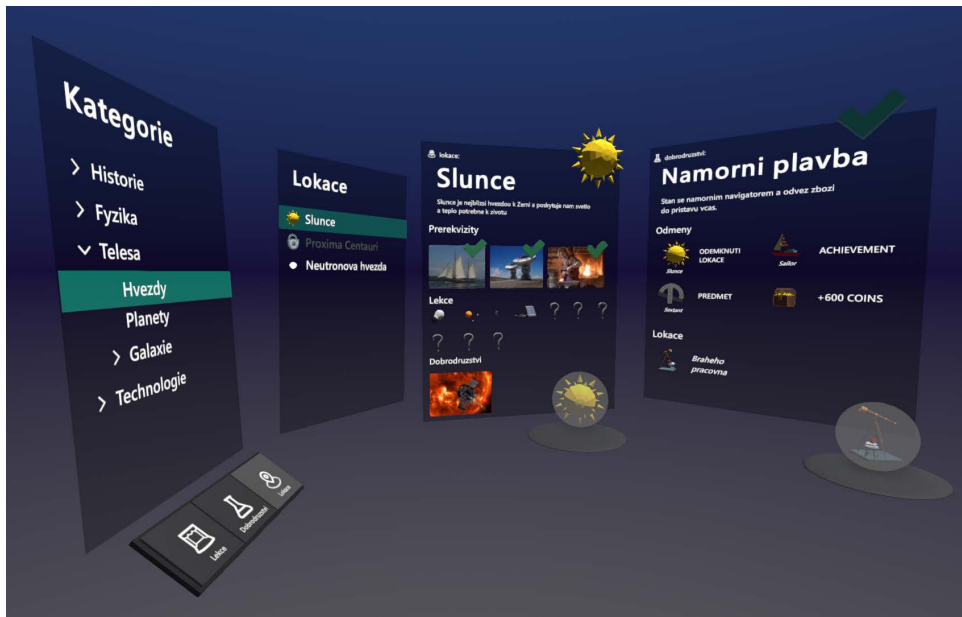 Kategorie
Historie
Fyzika
Telesa
Hvezdy
Planety
Galaxie
Technologie
Lekce
Dobrodruzstvi
Lokace
Lokace
Slunce
Proxima Centauri
Neutronova hvezda
lokace:
Slunce
Slunce je nejblizsi hvezdou k Zemi a poskytuje nam svetlo
a teplo potrebne k zivotu
Prerekvizity
Lekce
? ? ?
? ? ?
Dobrodruzstvi
dobrodruzstvi:
Namorni plavba
Stan se namornim navigatorem a odvez zbozi
do pristavu vcas.
Odmeny
Slunce
ODEMKNUTI
LOKACE
Sailor
ACHIEVEMENT
Sextant
PREDMET
+600 COINS
Lokace
Braheho
pracovna